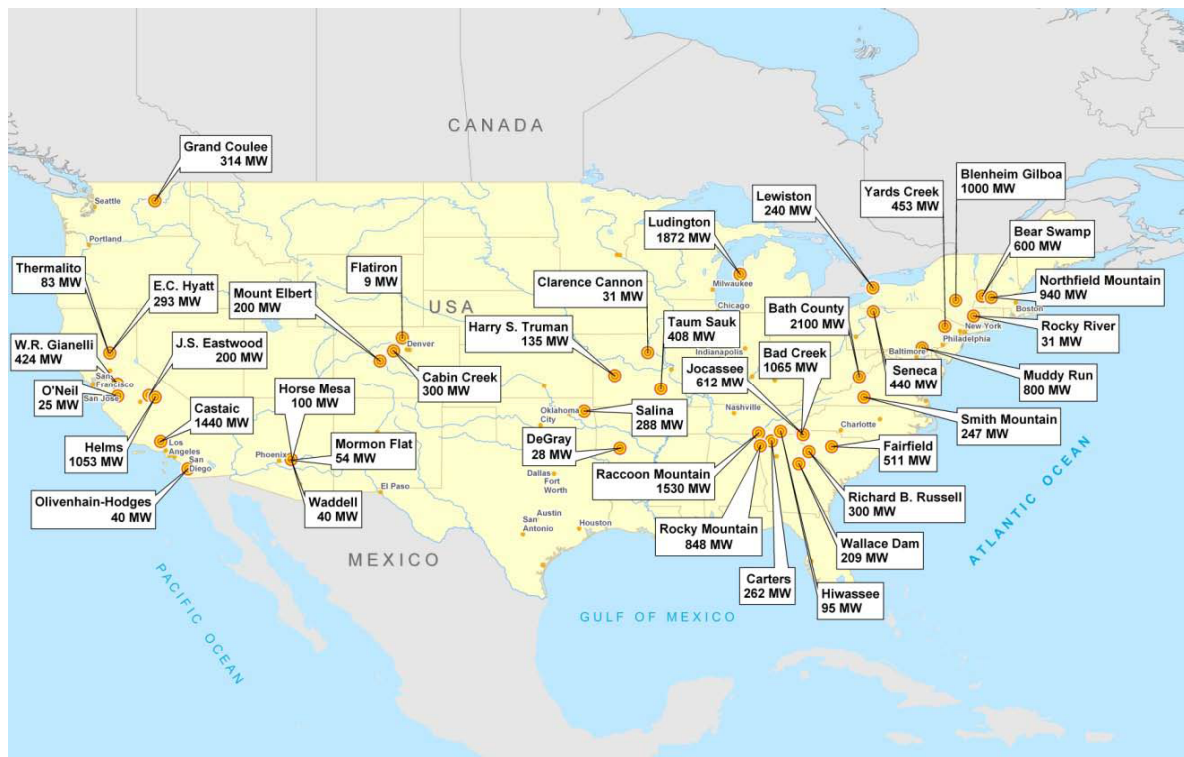 CANADA
Grand Coulee
314 MW
Seattle
Portland
Blenheim Gilboa
1000 MW
Yards Creek
453 MW
Lewiston
240 MW
Bear Swamp
600 MW
Ludington
1872 MW
Northfield Mountain
940 MW
Boston
Thermalito
83 MW
E.C. Hyatt
293 MW
Flatiron
9 MW
Mount Elbert
200 MW
USA
Clarence Cannon
31 MW
Milwaukee
Chicago
Bath County
2100 MW
New-York
Philadelphia
Rocky River
31 MW
Harry S. Truman
135 MW
Taum Sauk
408 MW
W.R. Gianelli
424 MW
J.S. Eastwood
200 MW
Denver
Indianapolis
Bad Creek
1065 MW
Baltimore
San
Francisco
San José
Cabin Creek
300 MW
Jocassee
612 MW
Seneca
440 MW
Muddy Run
800 MW
O'Neil
25 MW
Horse Mesa
100 MW
Castaic
1440 MW
Oklahoma
City
Salina
288 MW
Nashville
Smith Mountain
247 MW
Charlotte
Helms
1053 MW
Los
Angeles
San
Diego
Phoenix
Mormon Flat
54 MW
DeGray
28 MW
Fairfield
511 MW
Raccoon Mountain
1530 MW
Dallas
Fort
Worth
El Paso
Olivenhain-Hodges
40 MW
Waddell
40 MW
Richard B. Russell
300 MW
Austin
San
Antonio
Houston
Rocky Mountain
848 MW
Wallace Dam
209 MW
MEXICO
Carters
262 MW
Hiwassee
95 MW
ATLANTIC OCEAN
PACIFIC OCEAN
GULF OF MEXICO